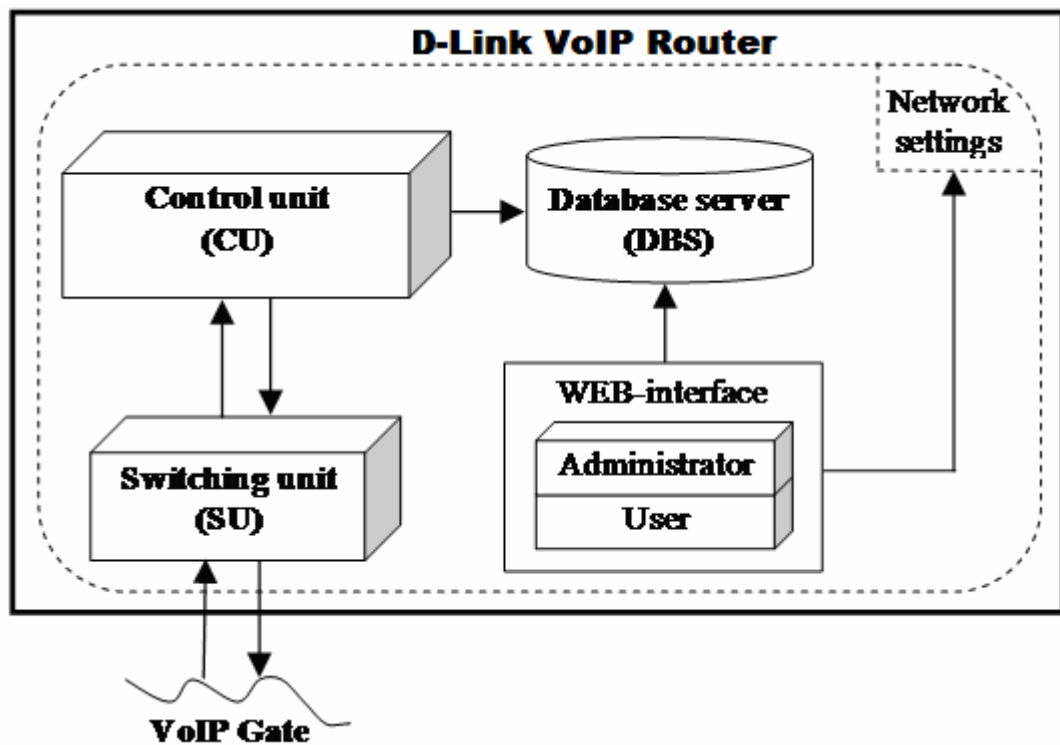 D-Link VoIP Router
Network
settings
Control unit
(CU)
Database server
(DBS)
WEB-interface
Administrator
User
Switching unit
(SU)
VoIP Gate